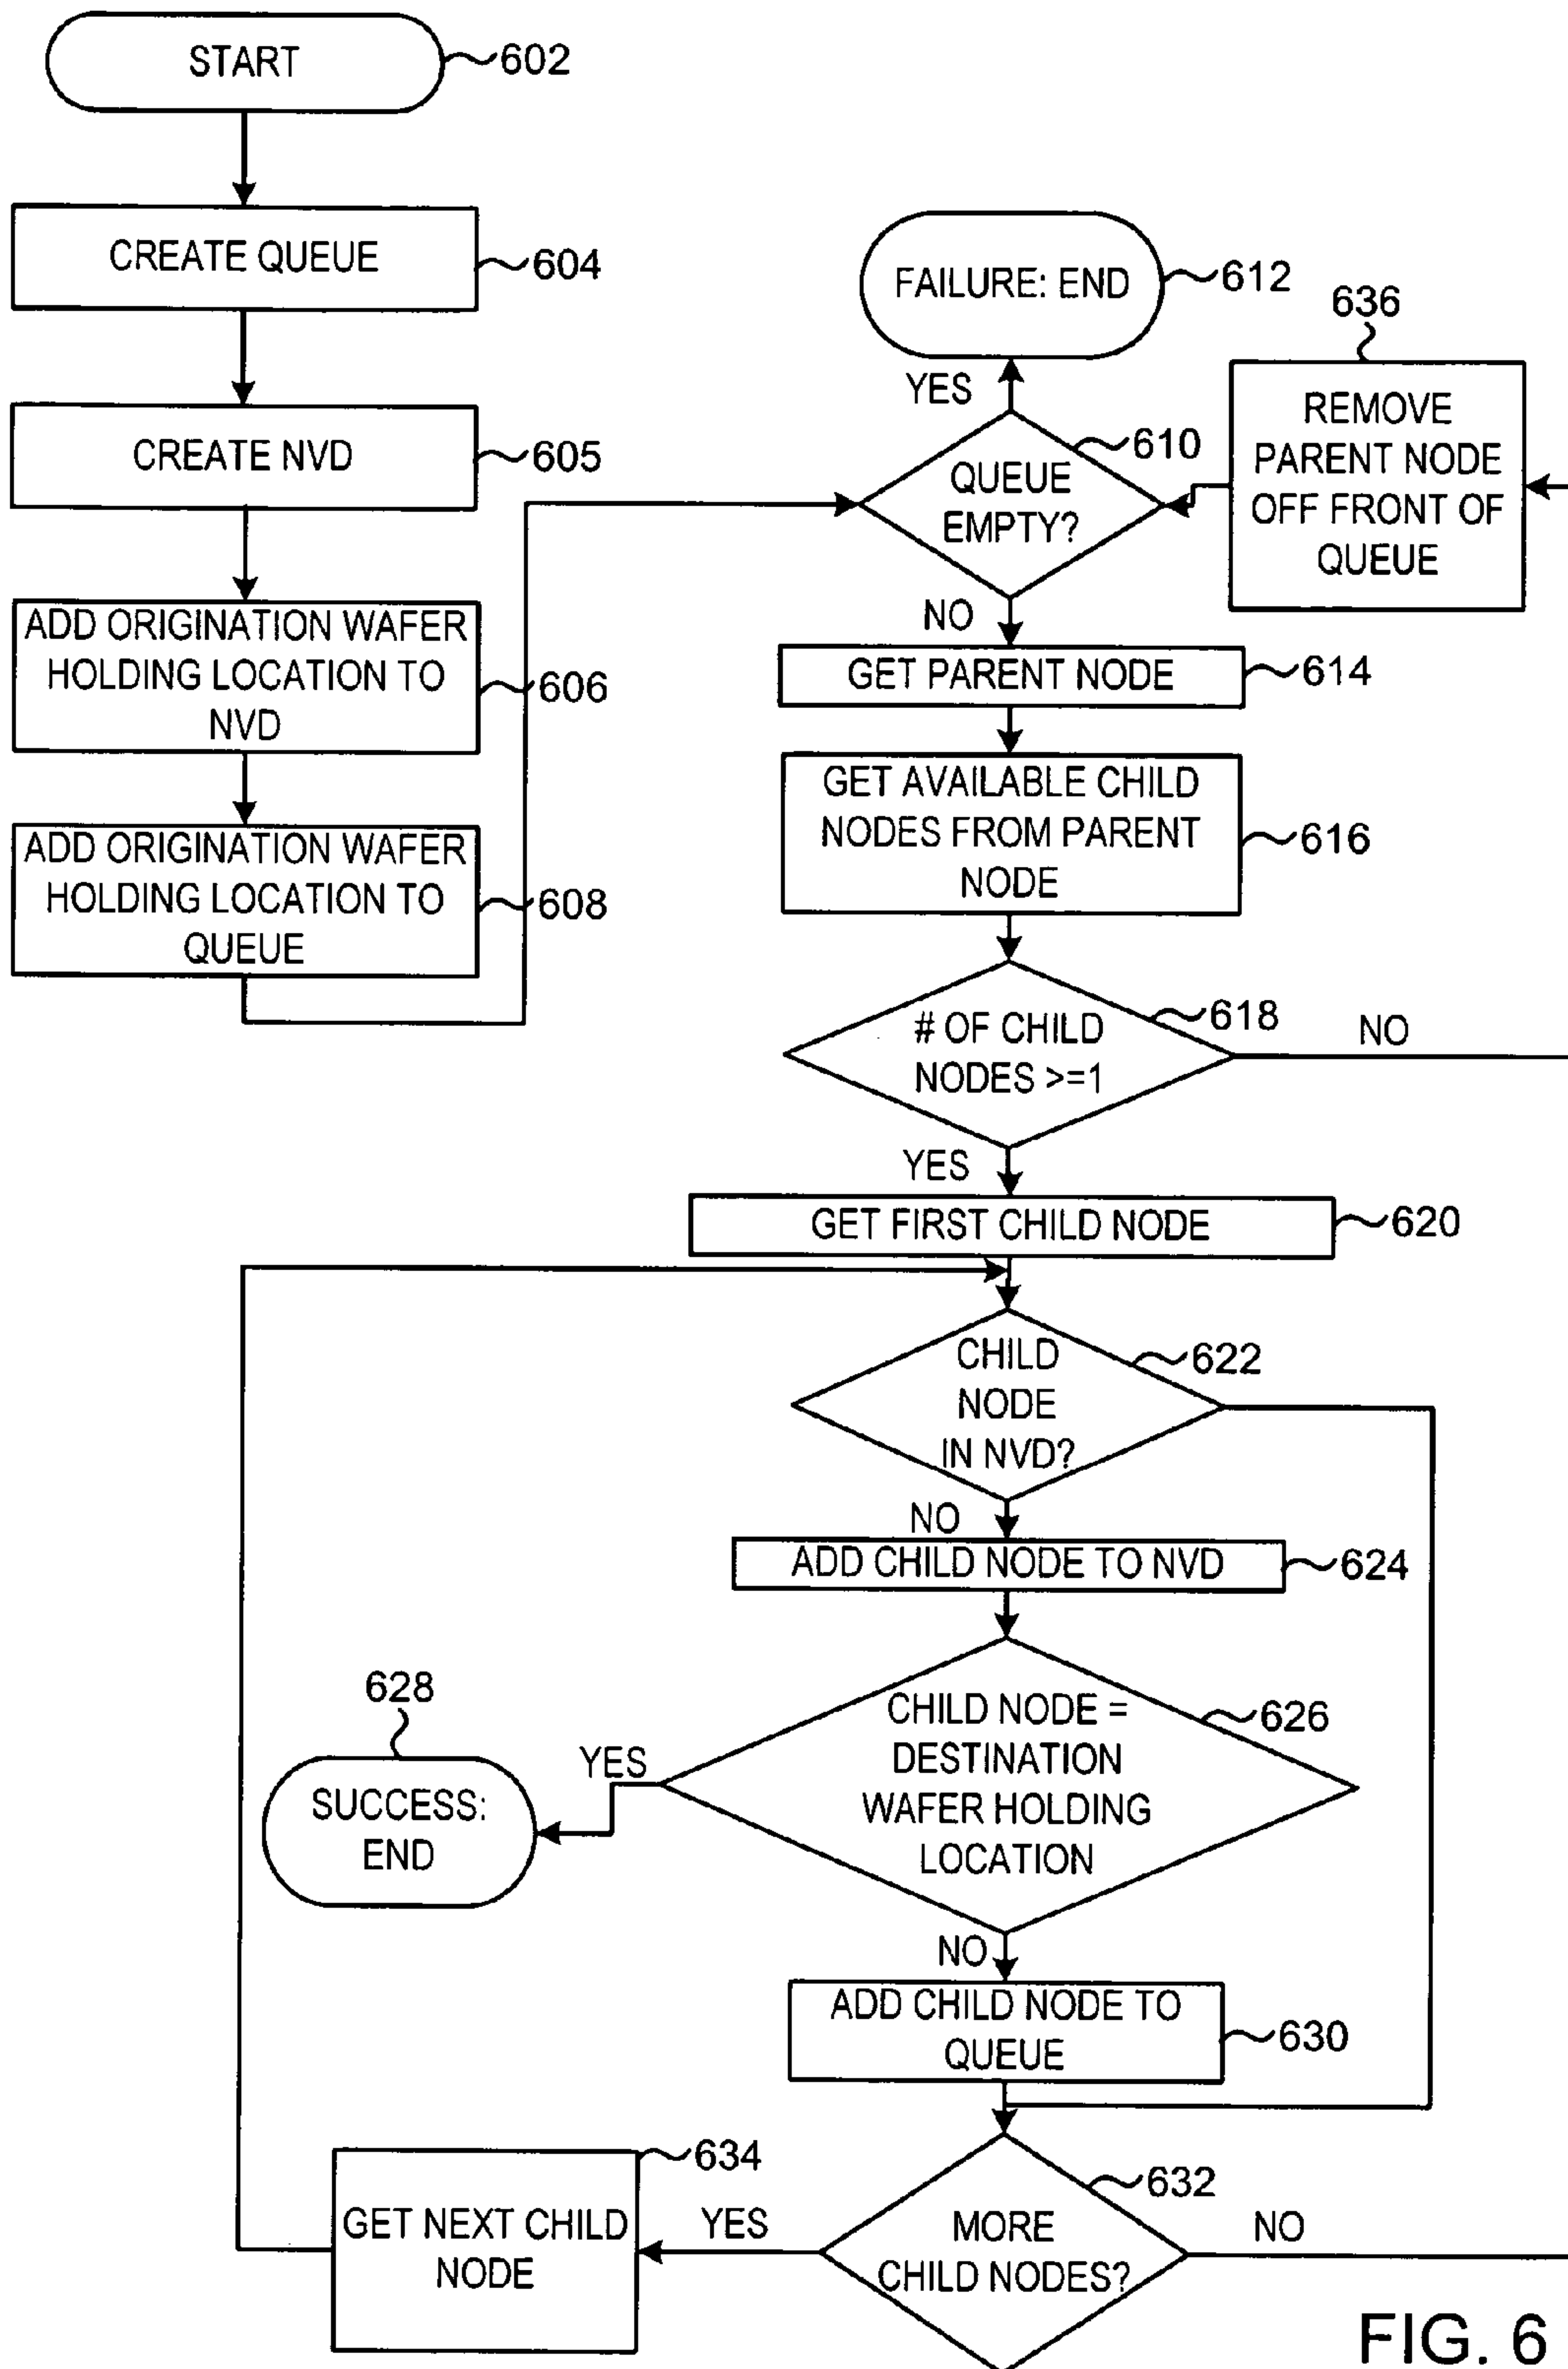 START
602
CREATE QUEUE
604
CREATE NVD
605
ADD ORIGINATION WAFER
HOLDING LOCATION TO
NVD
606
ADD ORIGINATION WAFER
HOLDING LOCATION TO
QUEUE
608
FAILURE: END
612
YES
QUEUE
EMPTY?
610
636
REMOVE
PARENT NODE
OFF FRONT OF
QUEUE
NO
GET PARENT NODE
614
GET AVAILABLE CHILD
NODES FROM PARENT
NODE
616
# OF CHILD
NODES >=1
618
NO
YES
GET FIRST CHILD NODE
620
CHILD
NODE
IN NVD?
622
NO
ADD CHILD NODE TO NVD
624
CHILD NODE =
DESTINATION
WAFER HOLDING
LOCATION
626
YES
628
SUCCESS:
END
NO
ADD CHILD NODE TO
QUEUE
630
MORE
CHILD NODES?
632
NO
YES
634
GET NEXT CHILD
NODE
FIG. 6